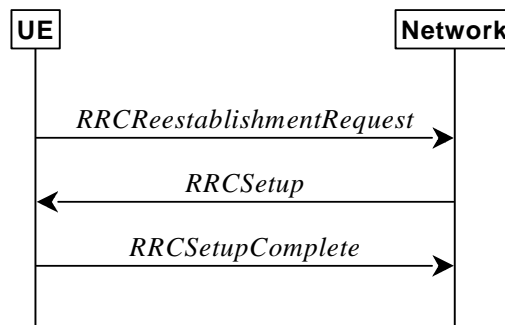 UE Network
RRCReestablishmentRequest
RRCSetup
RRCSetupComplete